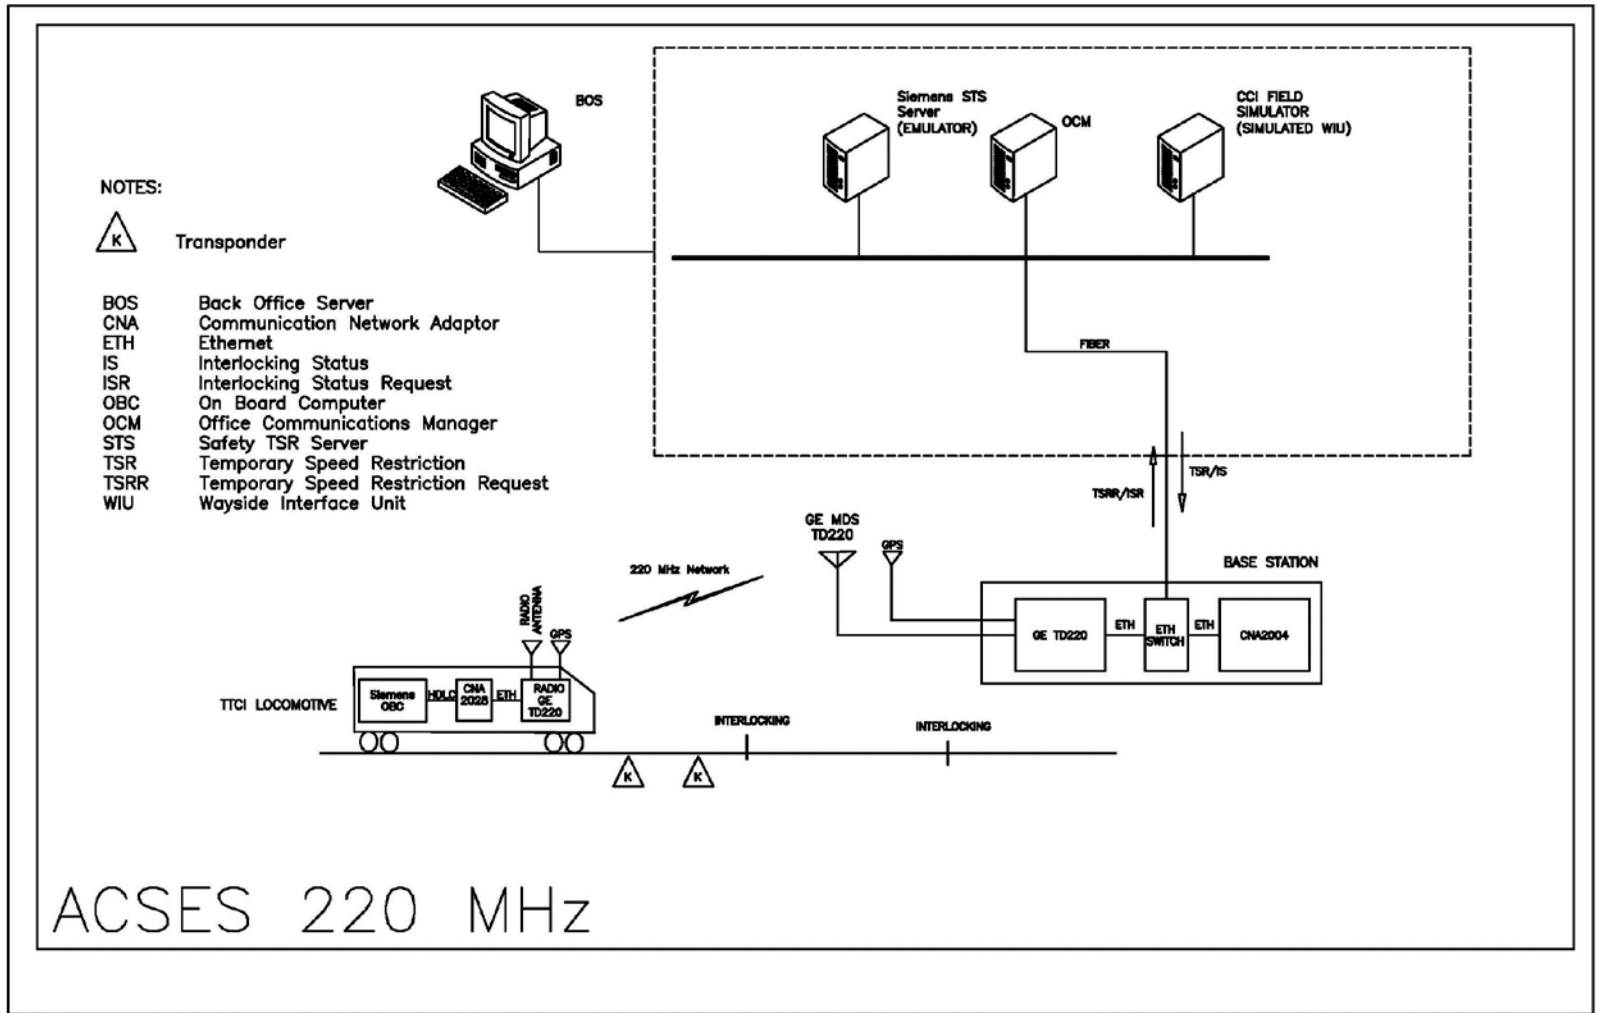 BOS
Siemens STS
Server
(EMULATOR)
OCM
CCI FIELD
SIMULATOR
(SIMULATED WIU)
NOTES:
K
Transponder
BOS Back Office Server
CNA Communication Network Adaptor
ETH Ethernet
IS Interlocking Status
ISR Interlocking Status Request
OBC On Board Computer
OCM Office Communications Manager
STS Safety TSR Server
TSR Temporary Speed Restriction
TSRR Temporary Speed Restriction Request
WIU Wayside Interface Unit
FIBER
TSRR/ISR
TSR/IS
GE MDS
TD220
GPS
BASE STATION
GE TD220
ETH
ETH
SWITCH
ETH
CNA2004
220 MHz Network
RADIO
ANTENNA
GPS
TTCI LOCOMOTIVE
Siemens
OBC
HDLC
CNA
2025
ETH
RADIO
GE
TD220
INTERLOCKING
INTERLOCKING
K
K
ACSES 220 MHz